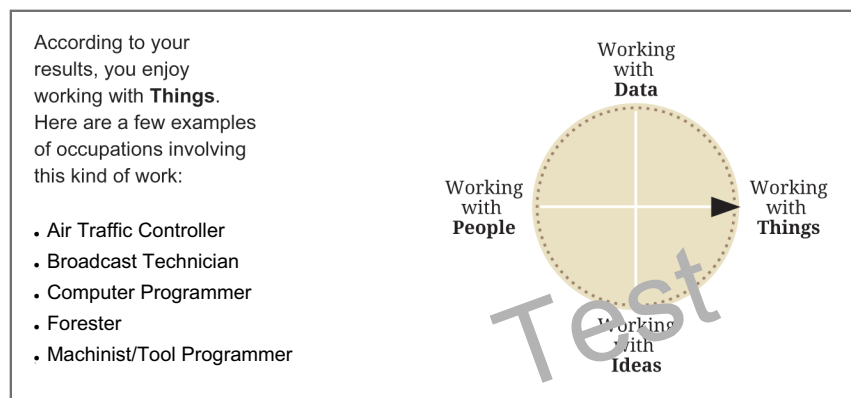 According to your
results, you enjoy
working with Things.
Here are a few examples
of occupations involving
this kind of work:
• Air Traffic Controller
• Broadcast Technician
• Computer Programmer
• Forester
• Machinist/Tool Programmer
Working
with
Data
Working
with
People
Working
with
Things
Working
with
Ideas
Test